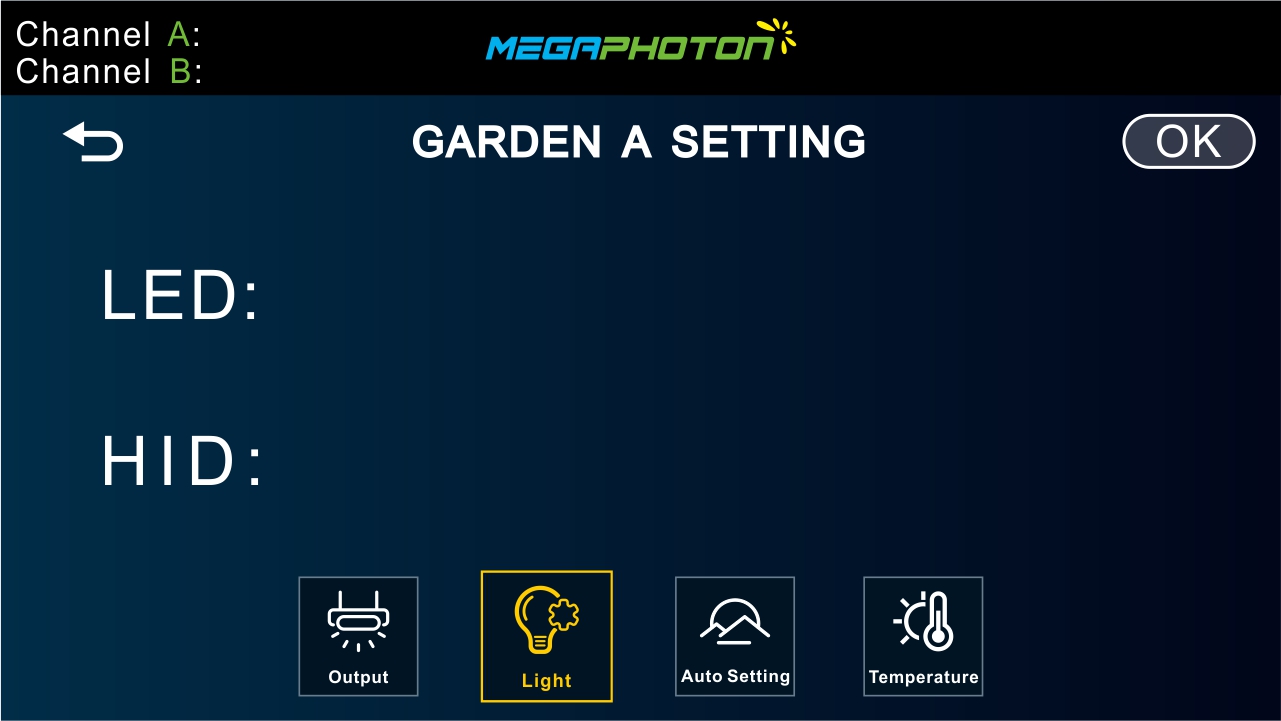 Channel A:
Channel B:
MEGAPHOTON
GARDEN A SETTING
OK
LED:
HID:
Output
Light
Auto Setting
Temperature